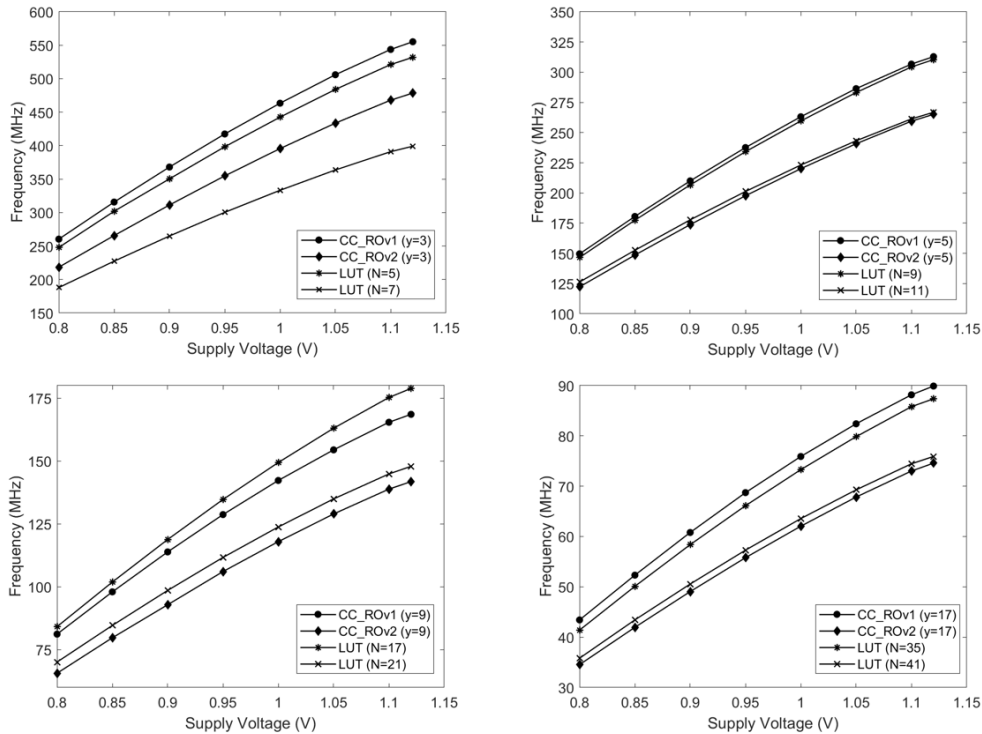 600
550
500
450
400
350
300
250
200
150
Frequency (MHz)
CC_ROv1 (y=3)
CC_ROv2 (y=3)
LUT (N=5)
LUT (N=7)
0.8 0.85 0.9 0.95 1 1.05 1.1 1.15
Supply Voltage (V)
350
325
300
275
250
225
200
175
150
125
100
Frequency (MHz)
CC_ROv1 (y=5)
CC_ROv2 (y=5)
LUT (N=9)
LUT (N=11)
0.8 0.85 0.9 0.95 1 1.05 1.1 1.15
Supply Voltage (V)
175
150
125
100
75
Frequency (MHz)
CC_ROv1 (y=9)
CC_ROv2 (y=9)
LUT (N=17)
LUT (N=21)
0.8 0.85 0.9 0.95 1 1.05 1.1 1.15
Supply Voltage (V)
90
80
70
60
50
40
30
Frequency (MHz)
CC_ROv1 (y=17)
CC_ROv2 (y=17)
LUT (N=35)
LUT (N=41)
0.8 0.85 0.9 0.95 1 1.05 1.1 1.15
Supply Voltage (V)